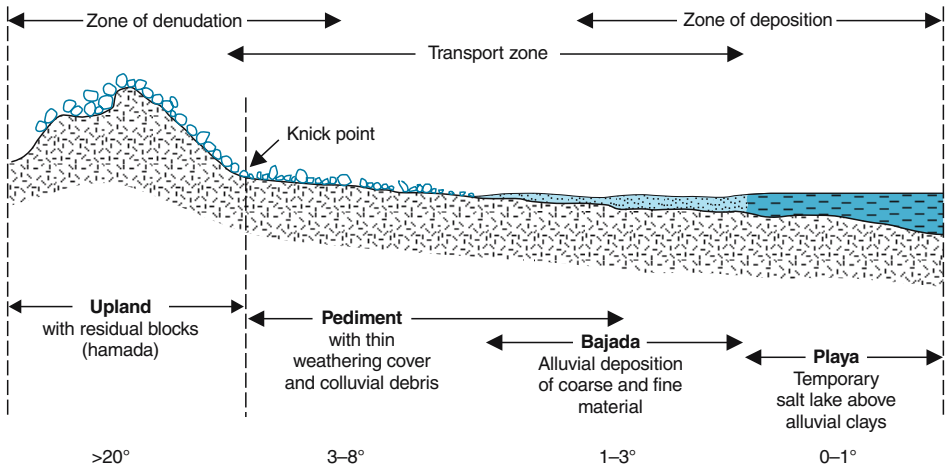 Zone of denudation
Zone of deposition
Transport zone
Knick point
Upland
with residual blocks
(hamada)
Pediment
with thin
weathering cover
and colluvial debris
Bajada
Alluvial deposition
of coarse and fine
material
Playa
Temporary
salt lake above
alluvial clays
>20°
3–8°
1–3°
0–1°